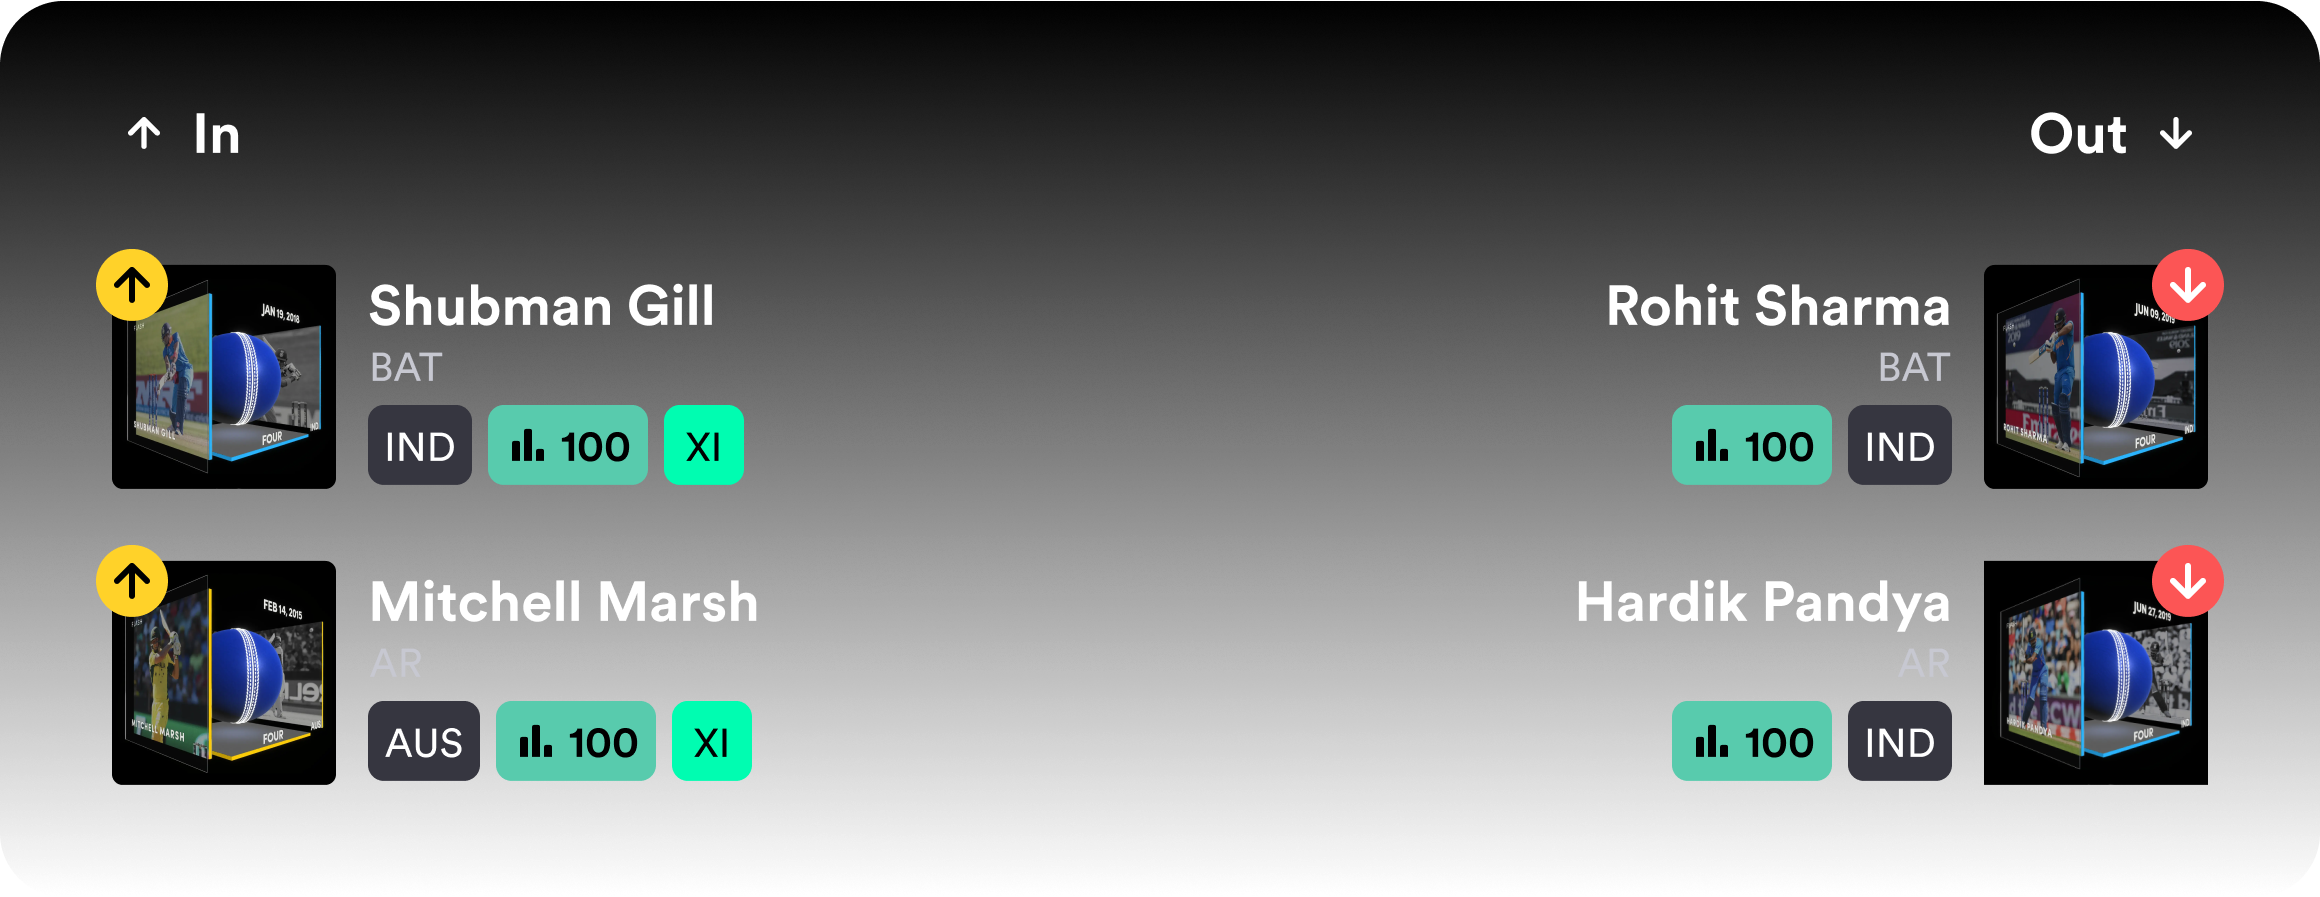 In
Out
JAN 19, 2018
SHUBMAN GILL
FOUR
IND
Shubman Gill
BAT
IND 100 XI
Rohit Sharma
BAT
100 IND
JUN 09, 2019
ROHIT SHARMA
FOUR
IND
FEB 14, 2015
FLASH
MITCHELL MARSH
FOUR
AUS
Mitchell Marsh
AR
AUS 100 XI
Hardik Pandya
AR
100 IND
JUN 27, 2019
HARDIK PANDYA
FOUR
IND